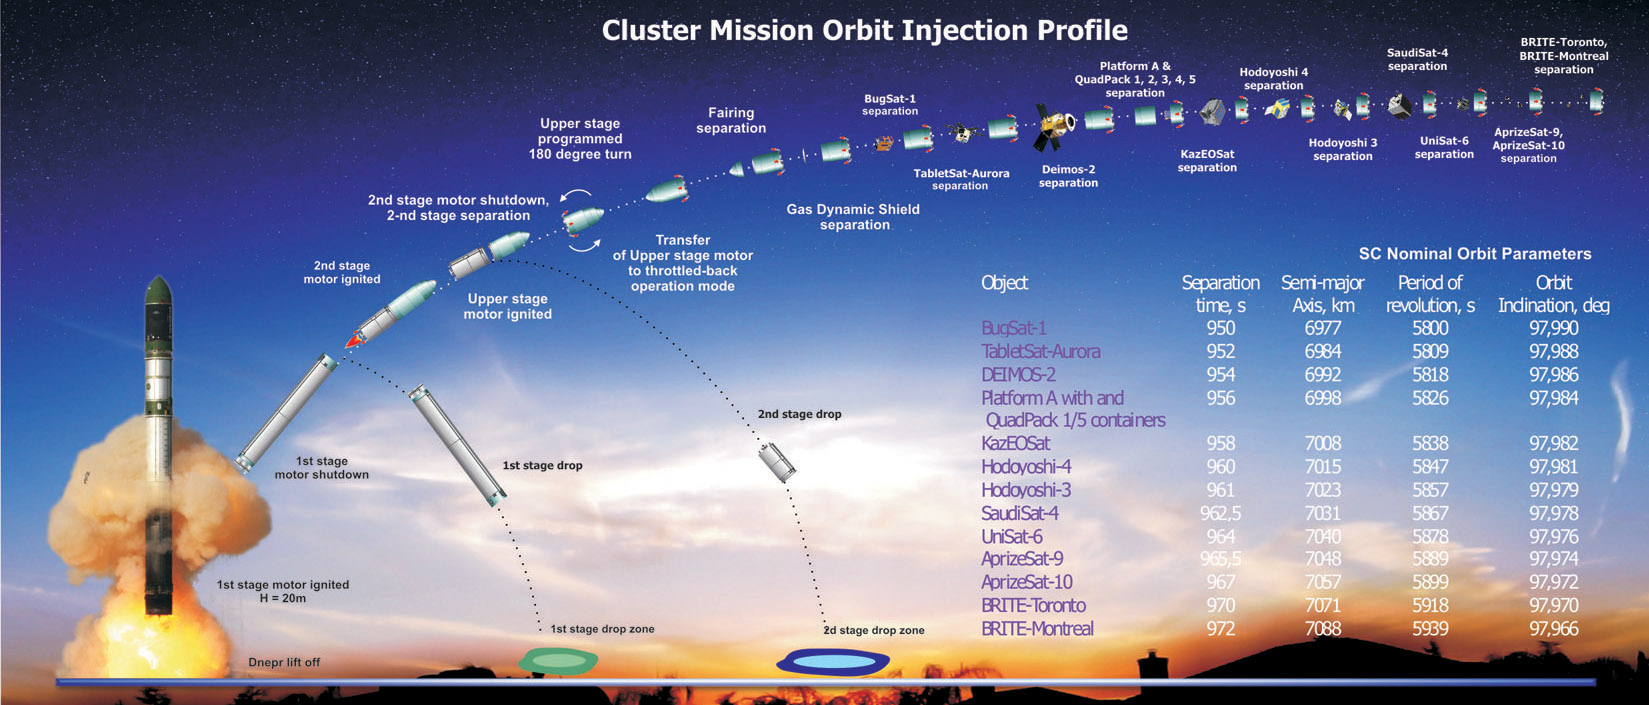 Cluster Mission Orbit Injection Profile
BRITE-Toronto,
BRITE-Montreal
separation
SaudiSat-4
separation
Platform A &
QuadPack 1, 2, 3, 4, 5
separation
Hodoyoshi 4
separation
BugSat-1
separation
Fairing
separation
Upper stage
programmed
180 degree turn
AprizeSat-9,
AprizeSat-10
separation
UniSat-6
separation
Hodoyoshi 3
separation
KazEOSat
separation
Deimos-2
separation
TabletSat-Aurora
separation
Gas Dynamic Shield
separation
2nd stage motor shutdown,
2-nd stage separation
Transfer
of Upper stage motor
to throttled-back
operation mode
2nd stage
motor ignited
Upper stage
motor ignited
2nd stage drop
1st stage
motor shutdown
1st stage drop
1st stage motor ignited
H = 20m
1st stage drop zone
2d stage drop zone
Dnepr lift off
SC Nominal Orbit Parameters
Object Separation Semi-major Period of Orbit
time, s Axis, km revolution, s Indination, deg
BugSat-1 950 6977 5800 97,990
TabletSat-Aurora 952 6984 5809 97,988
DEIMOS-2 954 6992 5818 97,986
Platform A with and 956 6998 5826 97,984
QuadPack 1/5 containers
KazEOSat 958 7008 5838 97,982
Hodoyoshi-4 960 7015 5847 97,981
Hodoyoshi-3 961 7023 5857 97,979
SaudiSat-4 962,5 7031 5867 97,978
UniSat-6 964 7040 5878 97,976
AprizeSat-9 965,5 7048 5889 97,974
AprizeSat-10 967 7057 5899 97,972
BRITE-Toronto 970 7071 5918 97,970
BRITE-Montreal 972 7088 5939 97,966